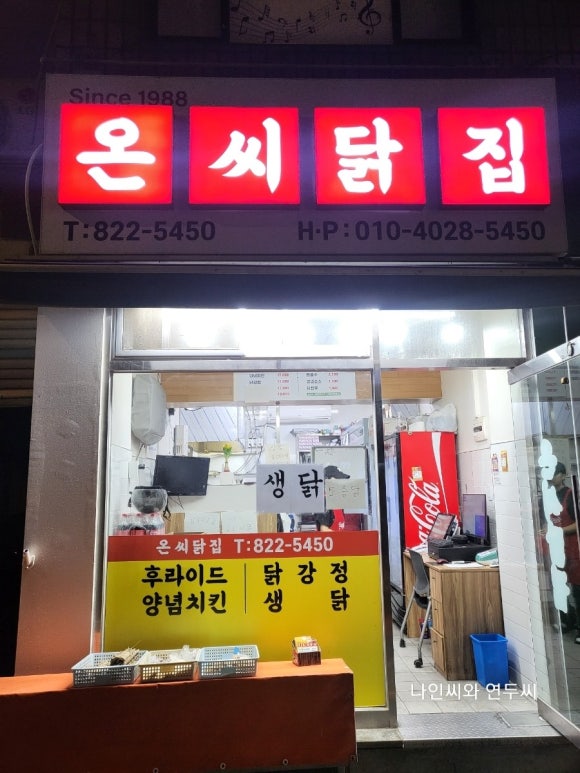 Since 1988
온씨닭집
T:822-5450 H·P:010-4028-5450
생닭
Coca-Cola
온씨닭집 T:822-5450
후라이드 닭강정
양념치킨 생닭
나인씨와 연두씨